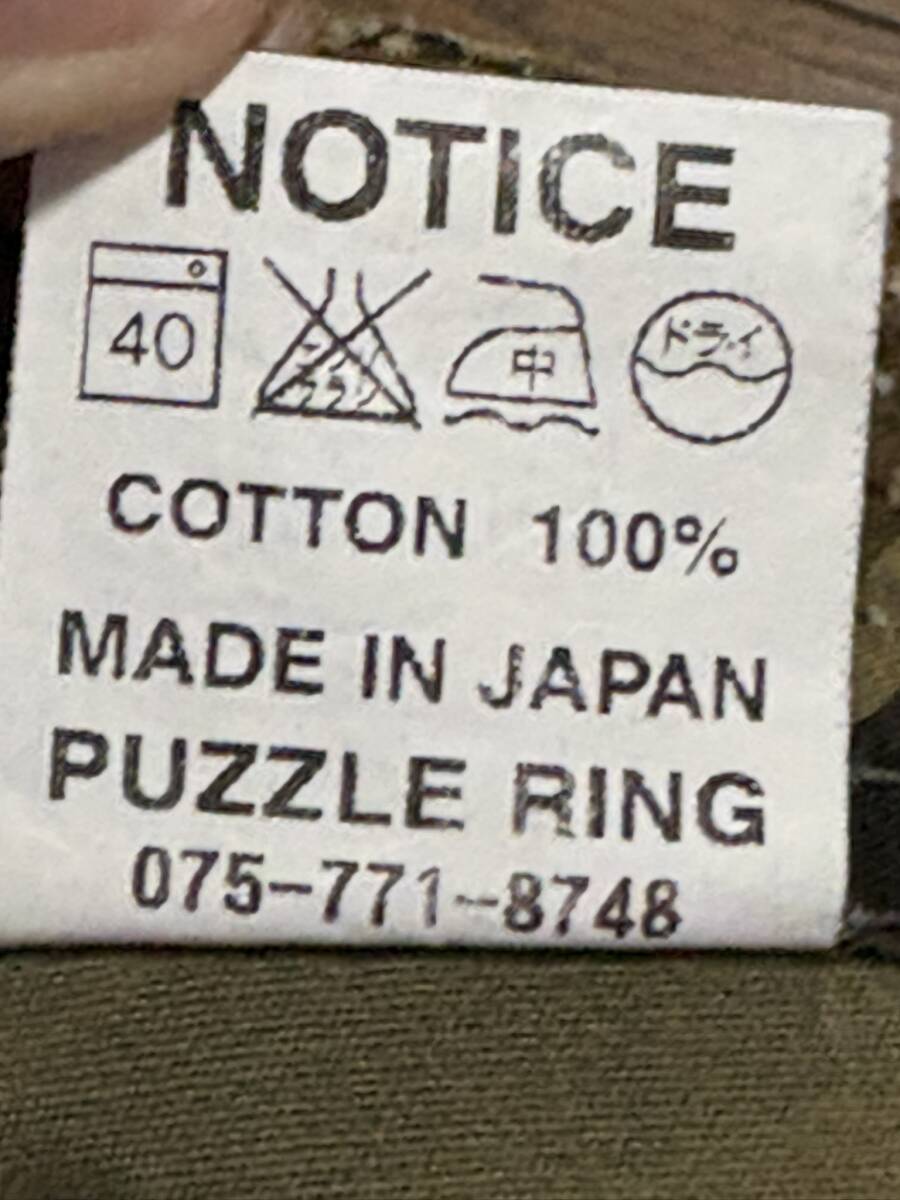 NOTICE
40 中 ドライ
COTTON 100%
MADE IN JAPAN
PUZZLE RING
075-771-8748